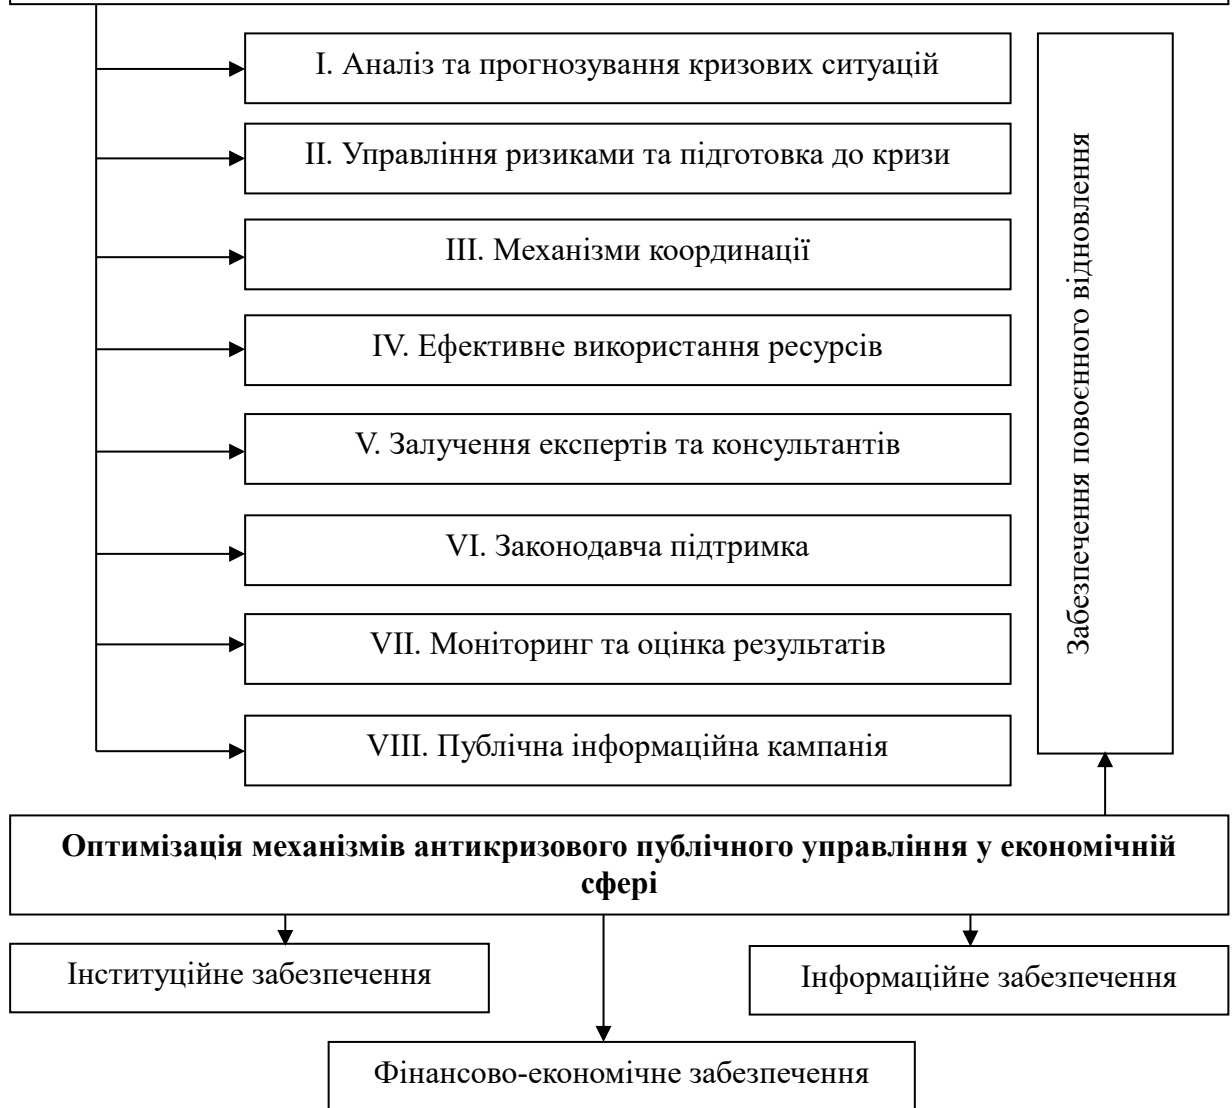 I. Аналіз та прогнозування кризових ситуацій
II. Управління ризиками та підготовка до кризи
III. Механізми координації
IV. Ефективне використання ресурсів
V. Залучення експертів та консультантів
VI. Законодавча підтримка
VII. Моніторинг та оцінка результатів
VIII. Публічна інформаційна кампанія
Забезпечення повоєнного відновлення
Оптимізація механізмів антикризового публічного управління у економічній
сфері
Інституційне забезпечення
Інформаційне забезпечення
Фінансово-економічне забезпечення